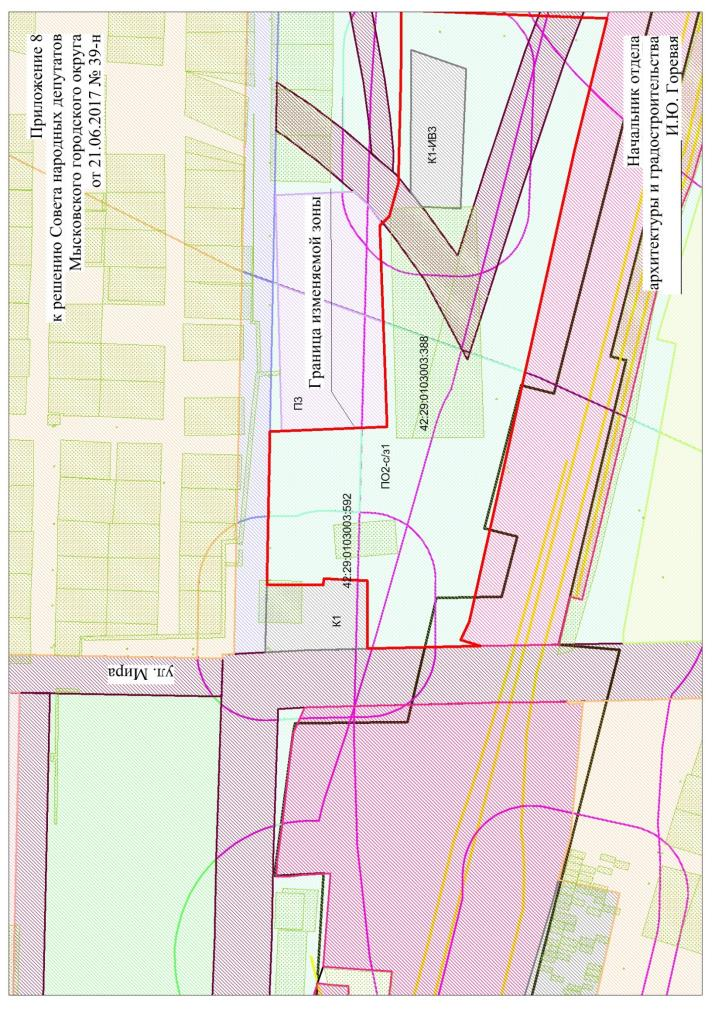 Приложение 8
к решению Совета народных депутатов
Мысковского городского округа
от 21.06.2017 № 39-н
К1-ИВ3
Граница изменяемой зоны
П3
42:29:0103003:388
ПО2-с/з1
42:29:0103003:592
К1
ул. Мира
Начальник отдела
архитектуры и градостроительства
И.Ю. Горевая